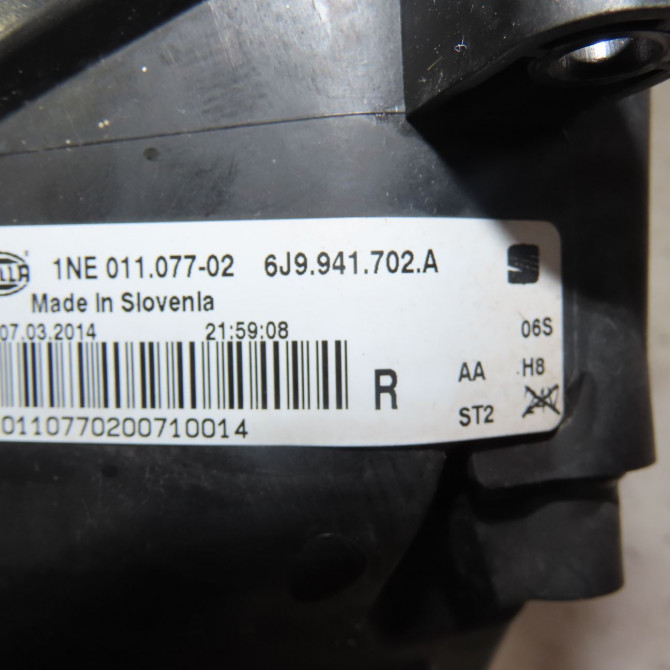 1NE 011.077-02 6J9.941.702.A
Made In Slovenia
07.03.2014 21:59:08
06S
R AA H8
ST2
0110770200710014